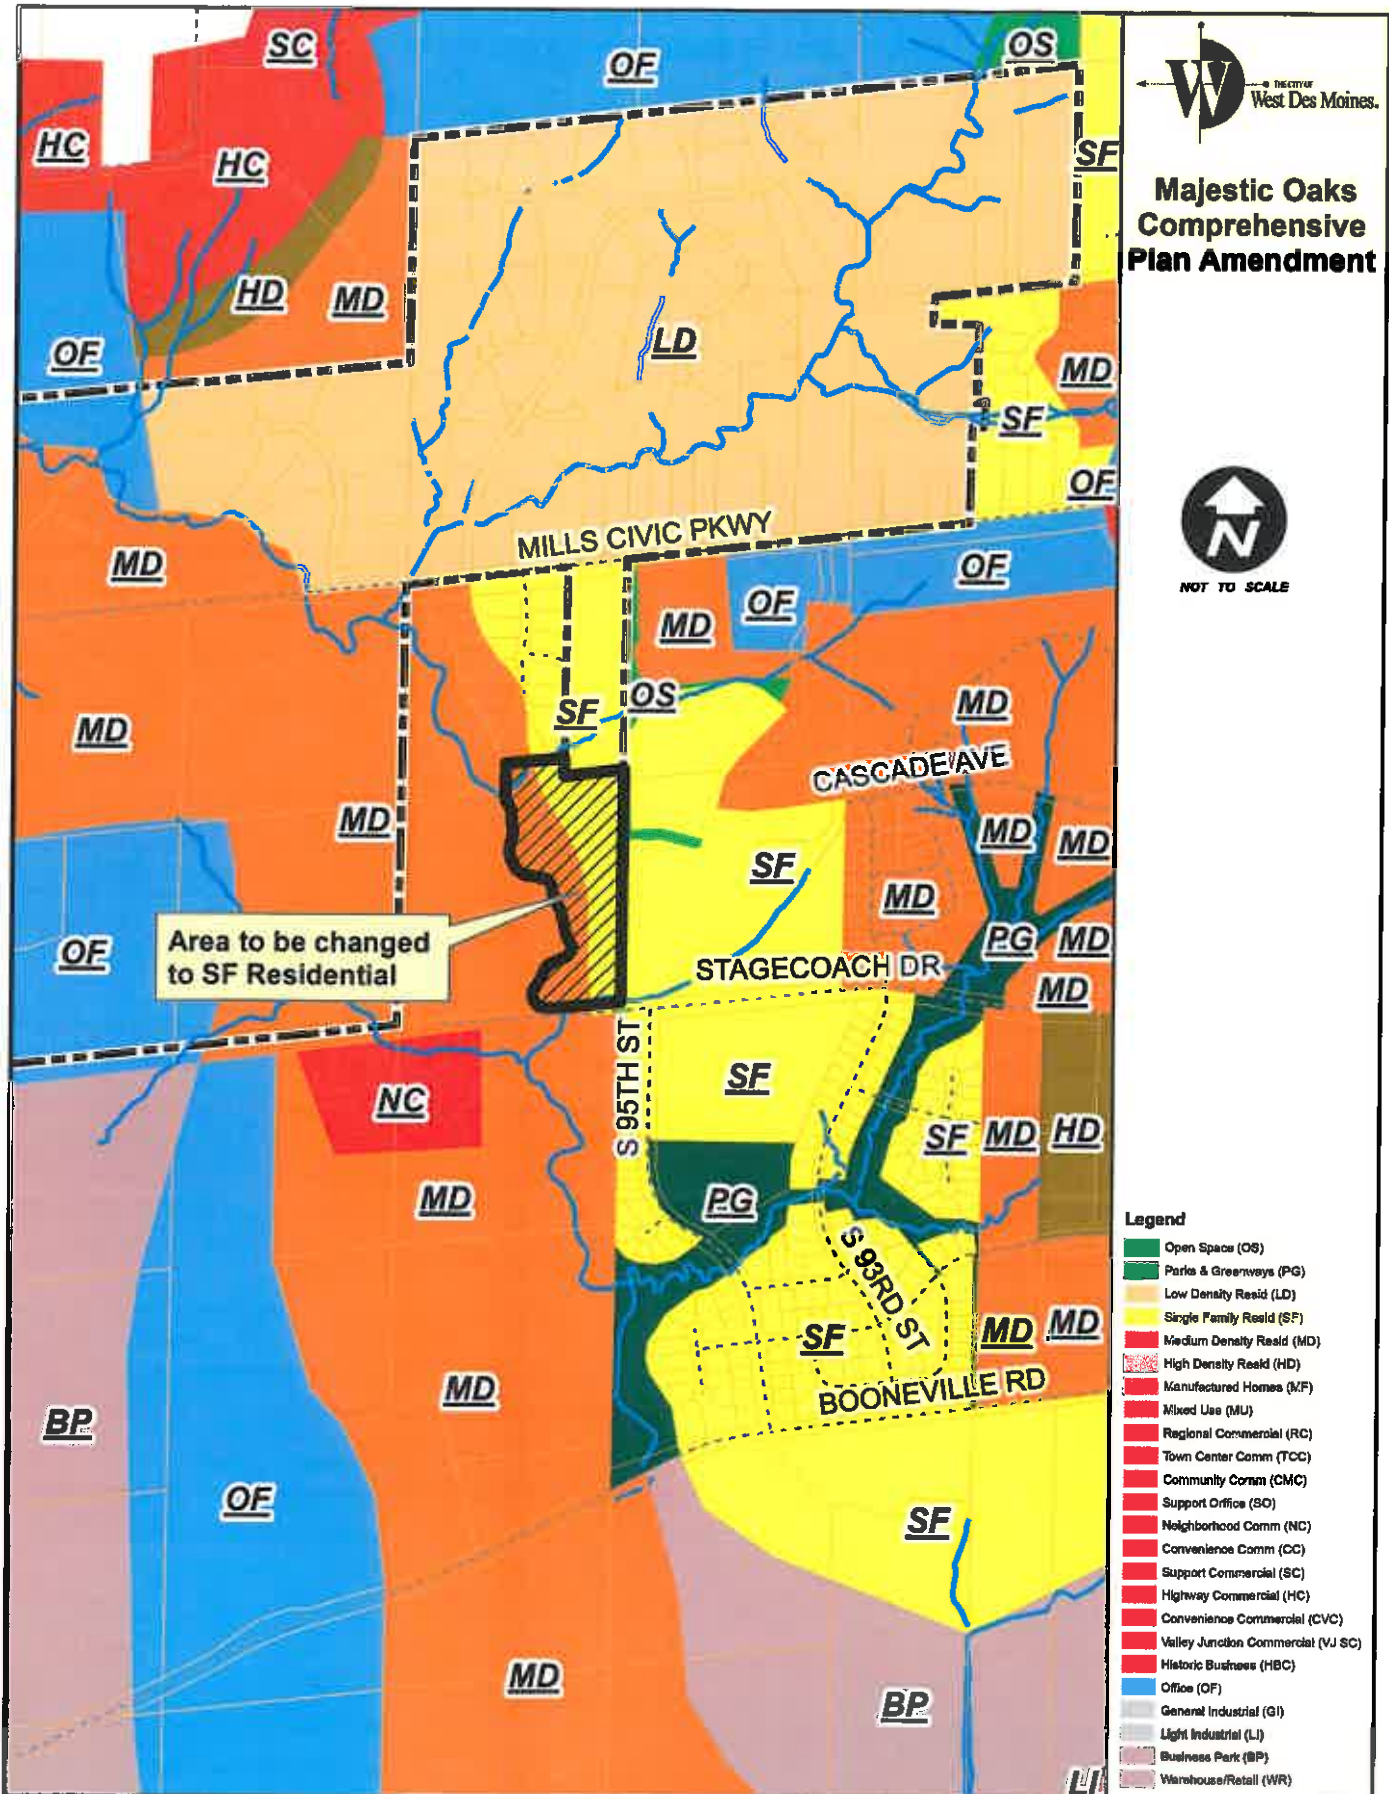 THE CITY OF
West Des Moines.
Majestic Oaks
Comprehensive
Plan Amendment
N
NOT TO SCALE
SC
OF
OS
HC
HC
SF
HD
MD
OF
LD
MD
SF
OF
MILLS CIVIC PKWY
MD
OF
OF
MD
SF
OS
MD
MD
CASCADE AVE
MD
MD
MD
SF
MD
OF
Area to be changed
to SF Residential
PG
MD
STAGECOACH DR
MD
S 95TH ST
NC
SF
SF
MD
HD
MD
PG
S 93RD ST
SF
MD
MD
BOONEVILLE RD
MD
BP
OF
SF
MD
BP
LI
Legend
Open Space (OS)
Parks & Greenways (PG)
Low Density Resid (LD)
Single Family Resid (SF)
Medium Density Resid (MD)
High Density Resid (HD)
Manufactured Homes (MF)
Mixed Use (MU)
Regional Commercial (RC)
Town Center Comm (TCC)
Community Comm (CMC)
Support Office (SO)
Neighborhood Comm (NC)
Convenience Comm (CC)
Support Commercial (SC)
Highway Commercial (HC)
Convenience Commercial (CVC)
Valley Junction Commercial (VJ SC)
Historic Business (HBC)
Office (OF)
General Industrial (GI)
Light Industrial (LI)
Business Park (BP)
Warehouse/Retail (WR)